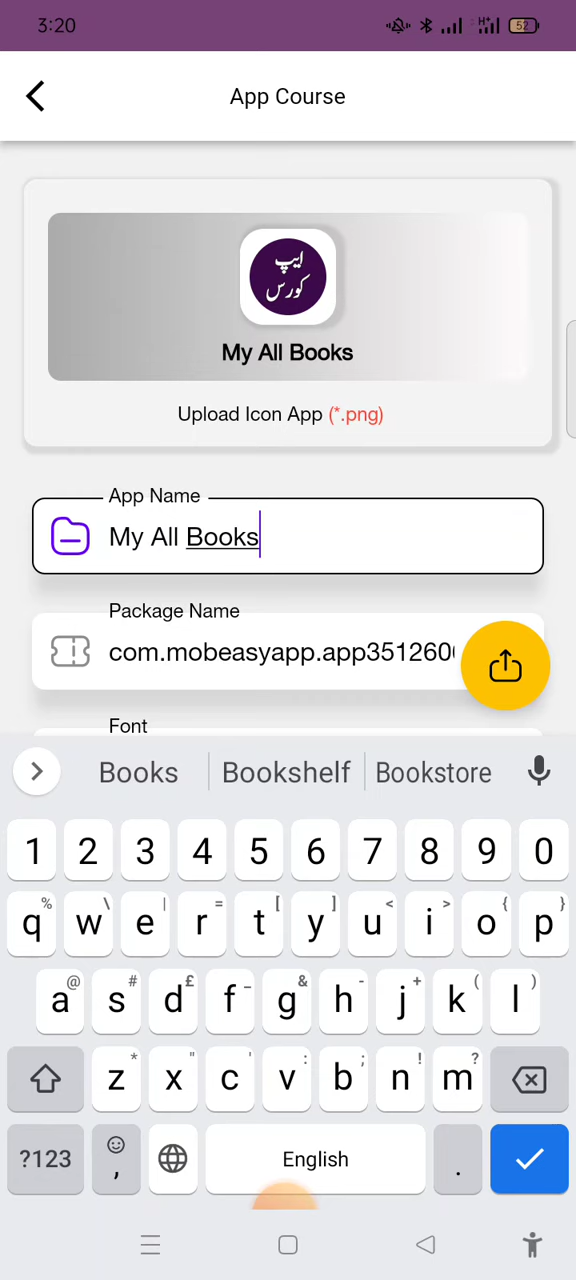 3:20
H+
52
App Course
ایپ
کورس
My All Books
Upload Icon App (*.png)
App Name
My All Books
Package Name
com.mobeasyapp.app351260
Font
Books Bookshelf Bookstore
1 2 3 4 5 6 7 8 9 0
% \ | = [ ] < > { }
q w e r t y u i o p
@ # £ _ & - + ( )
a s d f g h j k l
* " ' : ; ! ?
z x c v b n m
?123 , English .